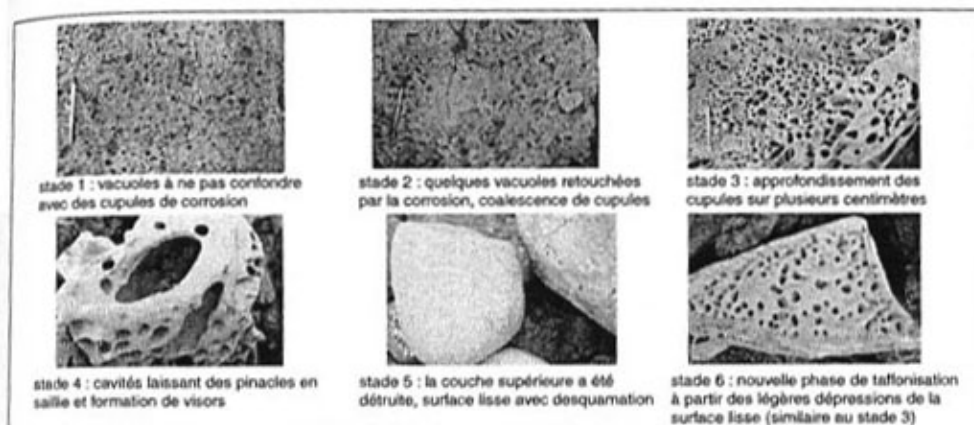 stade 1 : vacuoles à ne pas confondre
avec des cupules de corrosion
stade 2 : quelques vacuoles retouchées
par la corrosion, coalescence de cupules
stade 3 : approfondissement des
cupules sur plusieurs centimètres
stade 4 : cavités laissant des pinacles en
saillie et formation de visors
stade 5 : la couche supérieure a été
détruite, surface lisse avec desquamation
stade 6 : nouvelle phase de taffonisation
à partir des légères dépressions de la
surface lisse (similaire au stade 3)